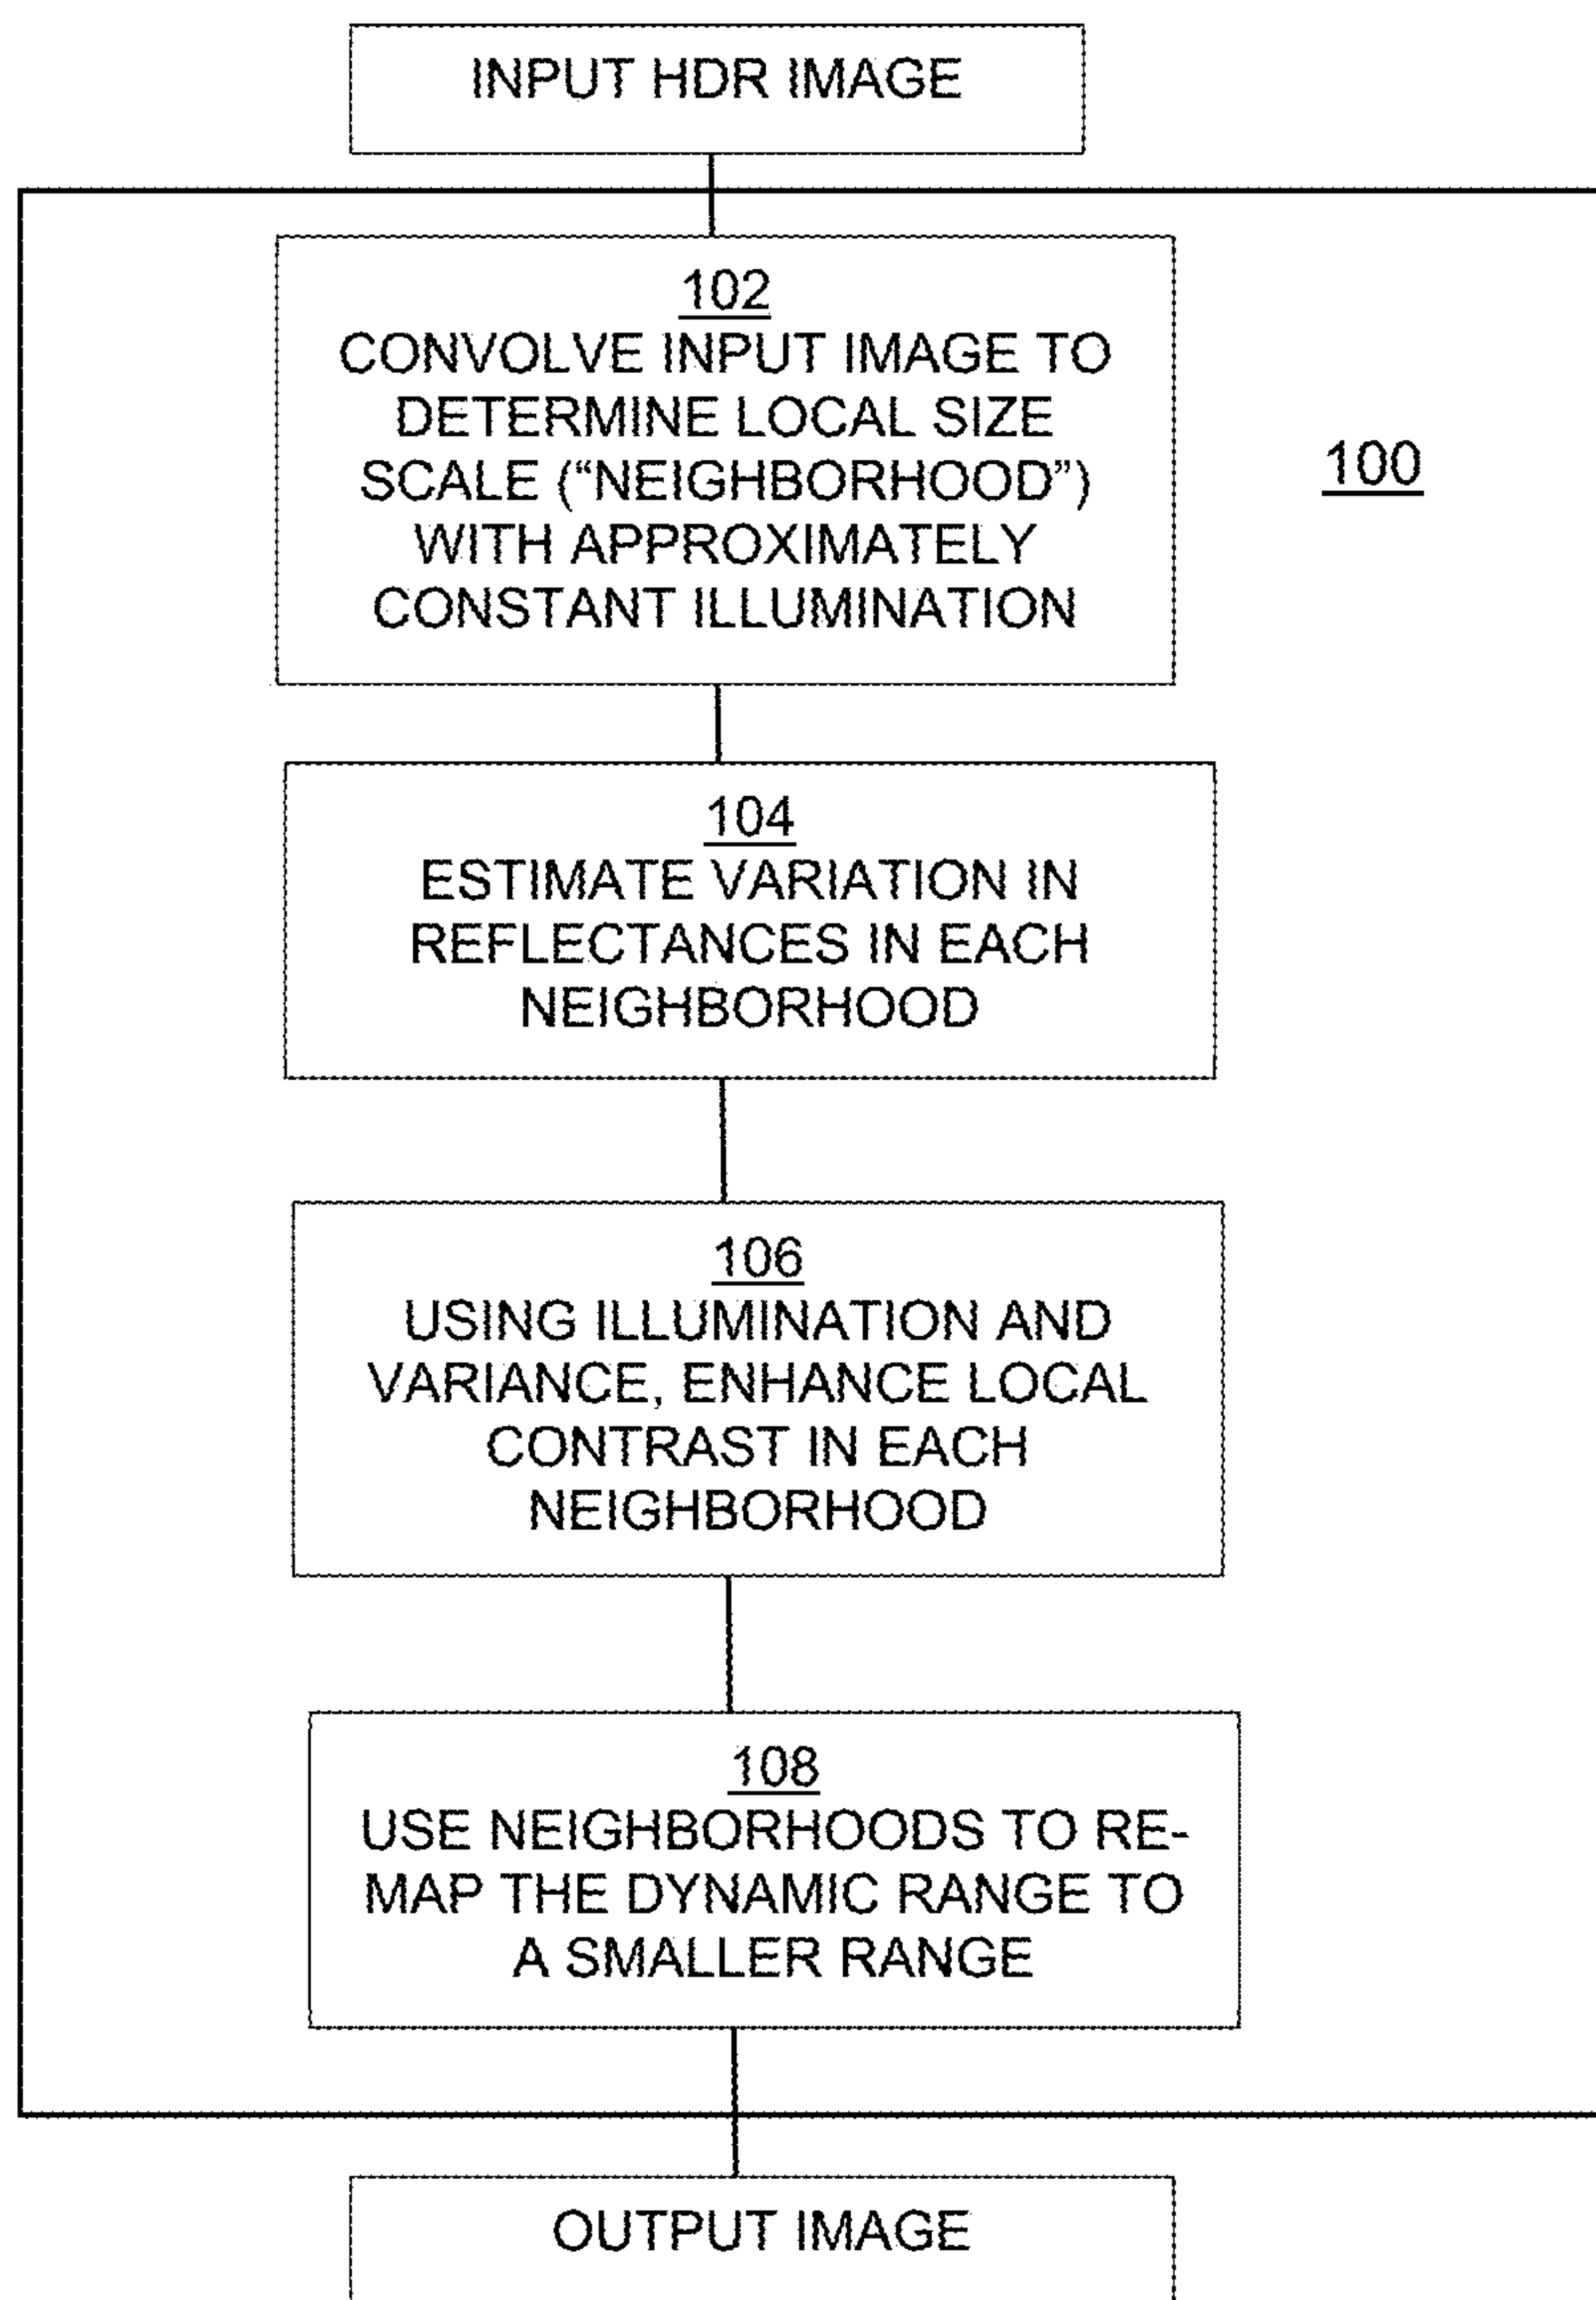 INPUT HDR IMAGE
102
CONVOLVE INPUT IMAGE TO
DETERMINE LOCAL SIZE
SCALE (“NEIGHBORHOOD”)
WITH APPROXIMATELY
CONSTANT ILLUMINATION
100
104
ESTIMATE VARIATION IN
REFLECTANCES IN EACH
NEIGHBORHOOD
106
USING ILLUMINATION AND
VARIANCE, ENHANCE LOCAL
CONTRAST IN EACH
NEIGHBORHOOD
108
USE NEIGHBORHOODS TO RE-
MAP THE DYNAMIC RANGE TO
A SMALLER RANGE
OUTPUT IMAGE